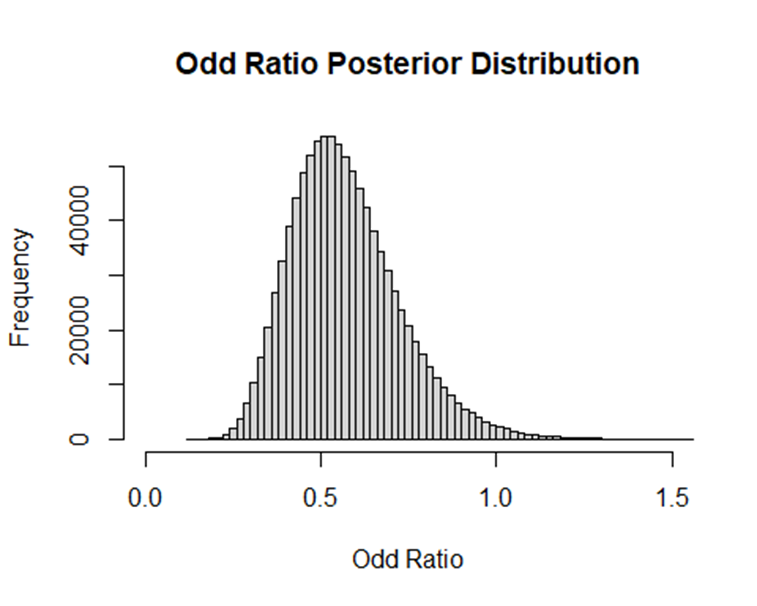 Odd Ratio Posterior Distribution
Frequency
40000
20000
0
0.0 0.5 1.0 1.5
Odd Ratio